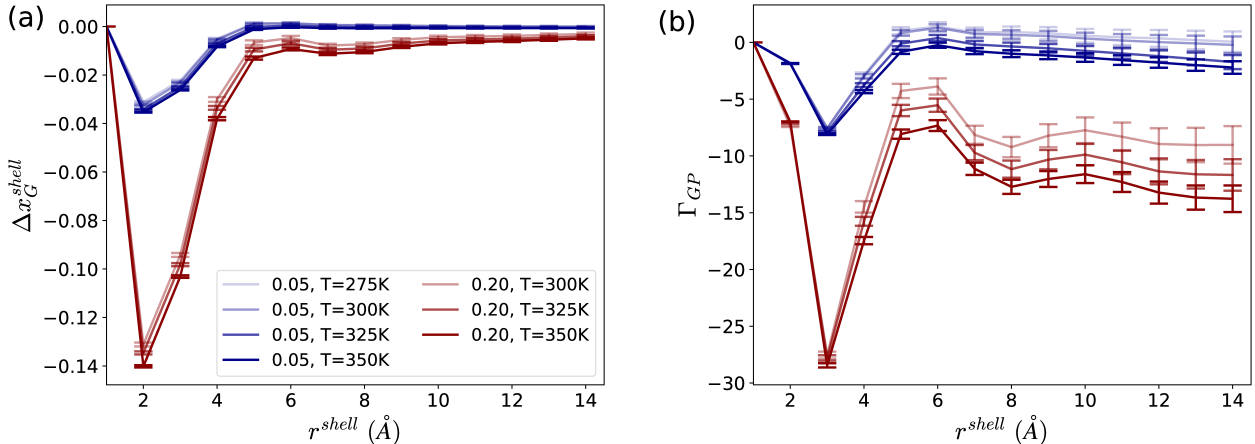 (a)
0.00
−0.02
−0.04
−0.06
−0.08
−0.10
−0.12
−0.14
Δx_G^shell
0.05, T=275K
0.05, T=300K
0.05, T=325K
0.05, T=350K
0.20, T=300K
0.20, T=325K
0.20, T=350K
2 4 6 8 10 12 14
r^shell (Å)
(b)
0
−5
−10
−15
−20
−25
−30
Γ_GP
2 4 6 8 10 12 14
r^shell (Å)